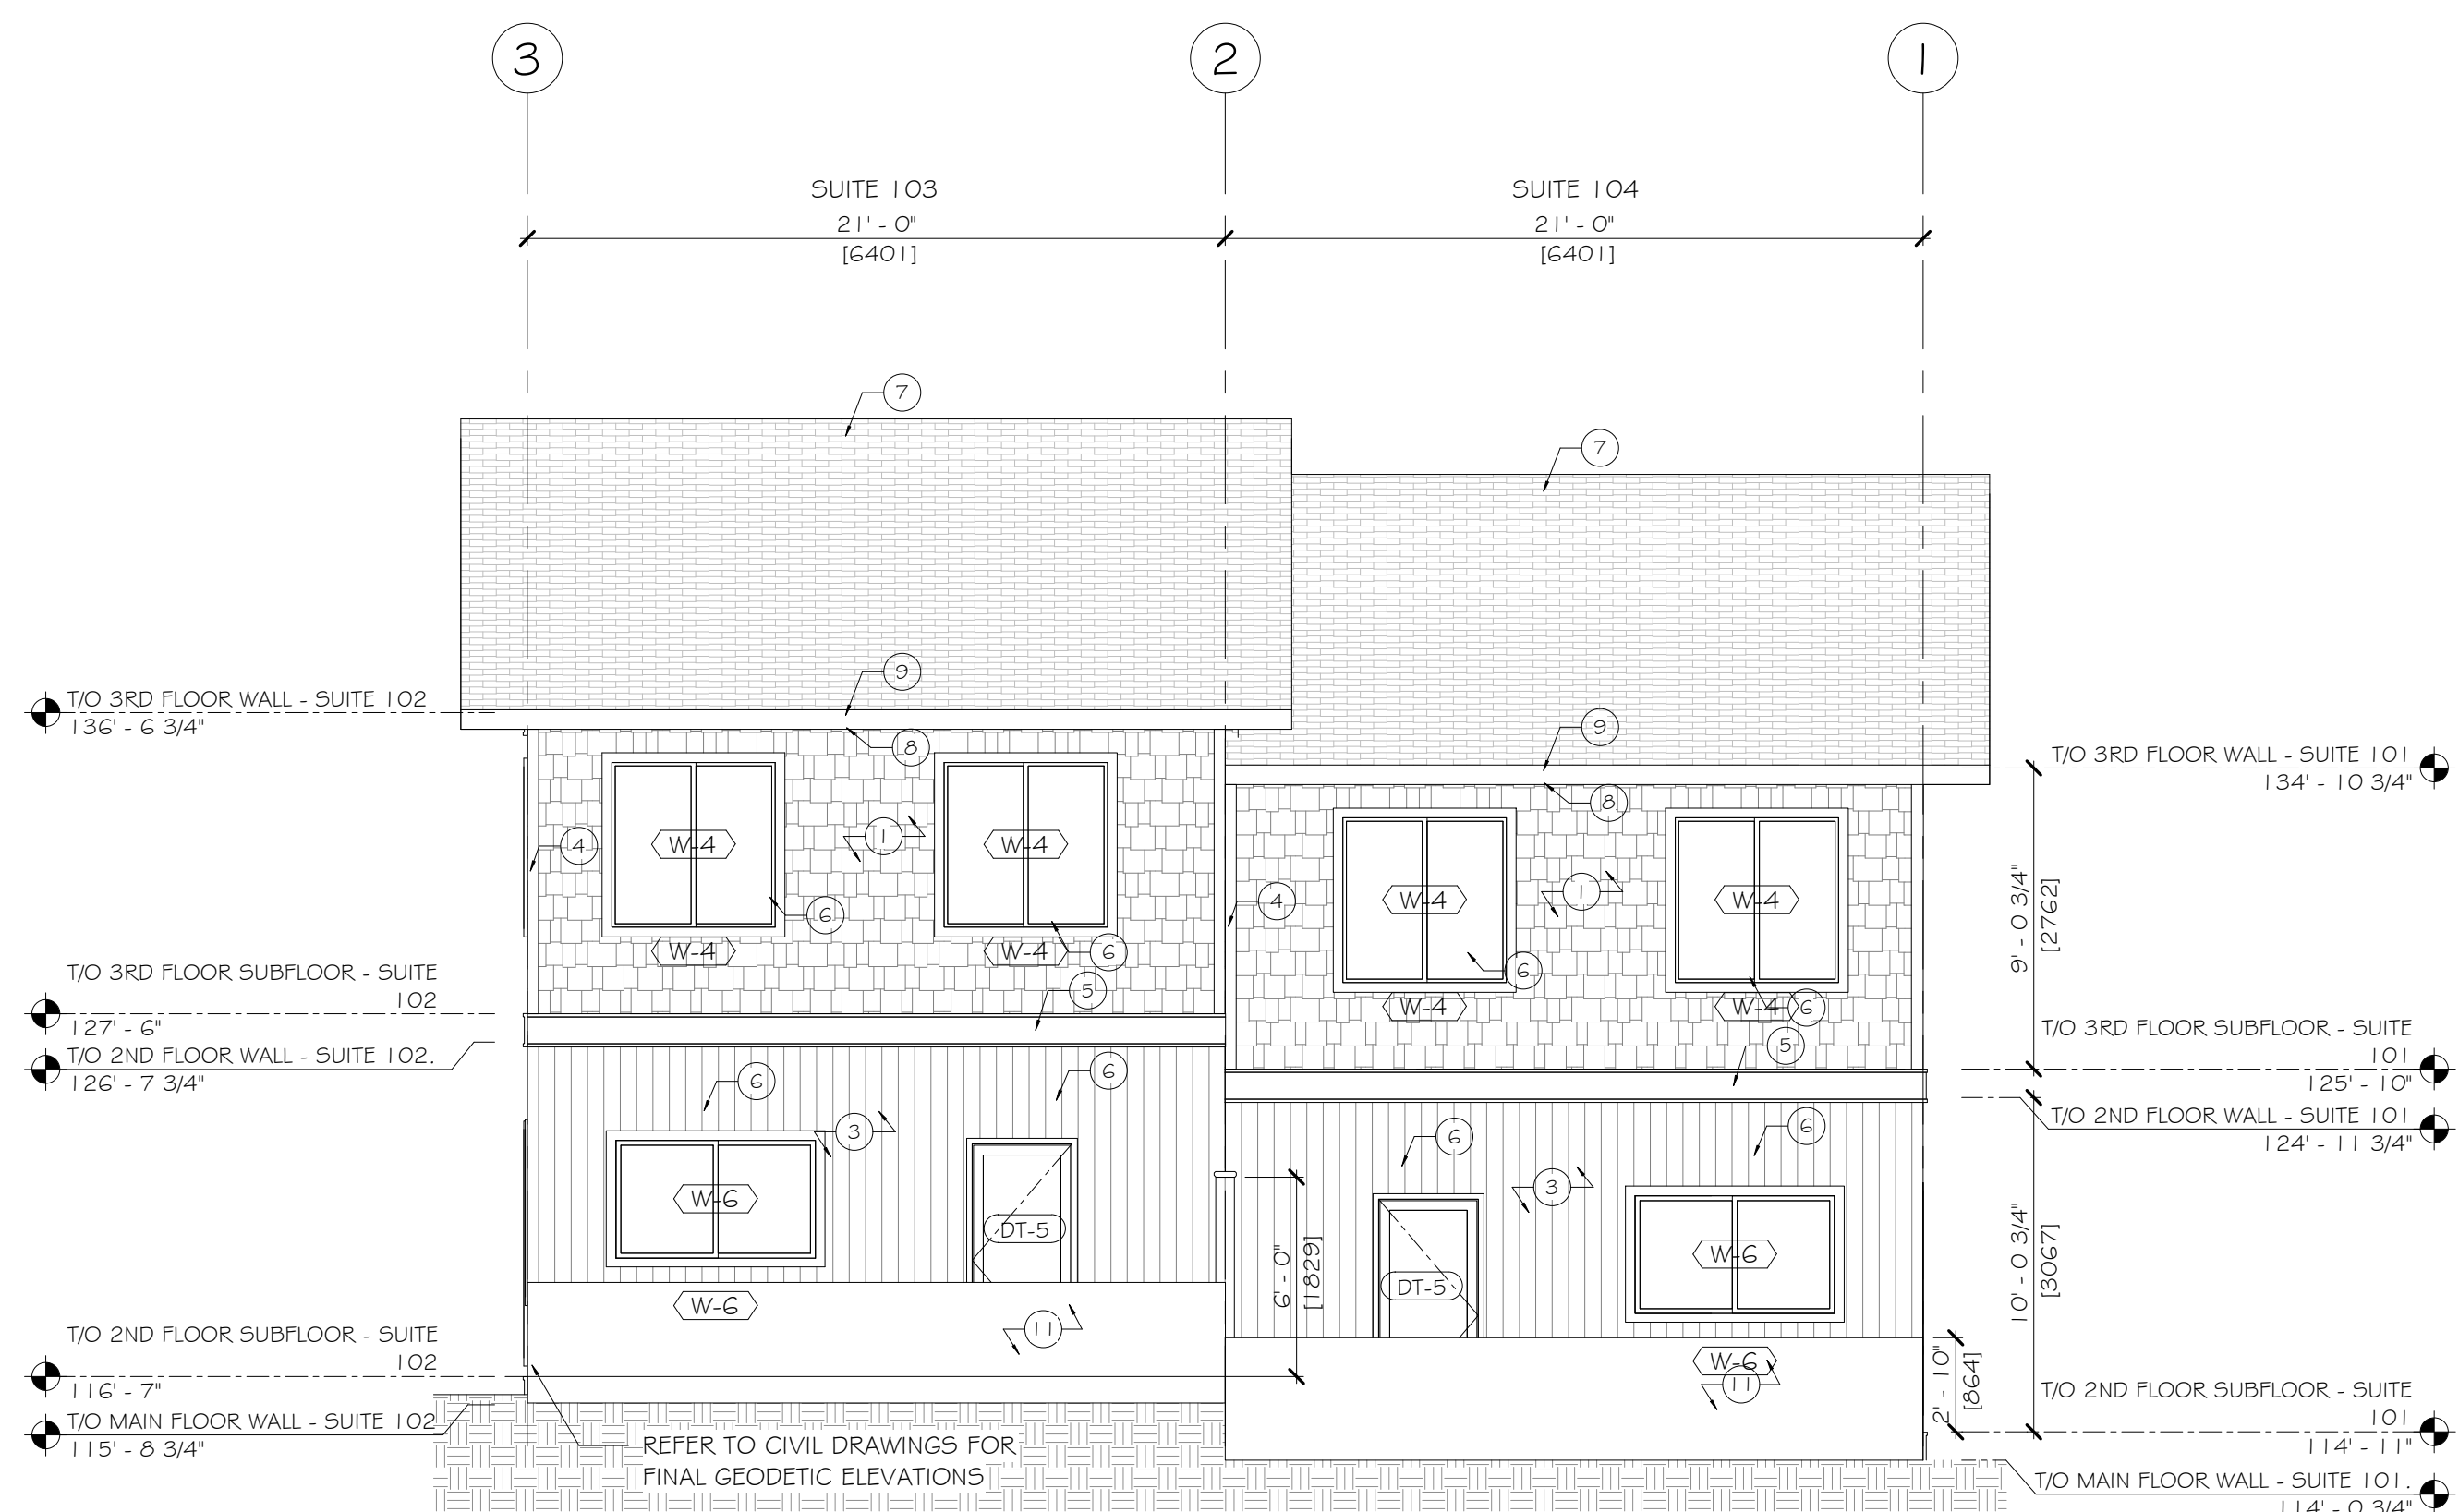 3
2
1
SUITE 103
21' - 0"
[6401]
SUITE 104
21' - 0"
[6401]
7
7
9
T/O 3RD FLOOR WALL - SUITE 102
136' - 6 3/4"
8
9
T/O 3RD FLOOR WALL - SUITE 101
134' - 10 3/4"
8
W-4
W-4
4
1
6
W-4
W-4
6
W-4
W-4
4
1
6
W-4
W-4
6
9' - 0 3/4"
[2762]
T/O 3RD FLOOR SUBFLOOR - SUITE
102
127' - 6"
T/O 2ND FLOOR WALL - SUITE 102.
126' - 7 3/4"
5
5
T/O 3RD FLOOR SUBFLOOR - SUITE
101
125' - 10"
T/O 2ND FLOOR WALL - SUITE 101
124' - 11 3/4"
6
6
3
6
6
3
W-6
DT-5
6' - 0"
[1829]
DT-5
W-6
10' - 0 3/4"
[3067]
W-6
11
W-6
11
2' - 10"
[864]
T/O 2ND FLOOR SUBFLOOR - SUITE
102
116' - 7"
T/O MAIN FLOOR WALL - SUITE 102
115' - 8 3/4"
REFER TO CIVIL DRAWINGS FOR
FINAL GEODETIC ELEVATIONS
T/O 2ND FLOOR SUBFLOOR - SUITE
101
114' - 11"
T/O MAIN FLOOR WALL - SUITE 101.
114' - 0 3/4"